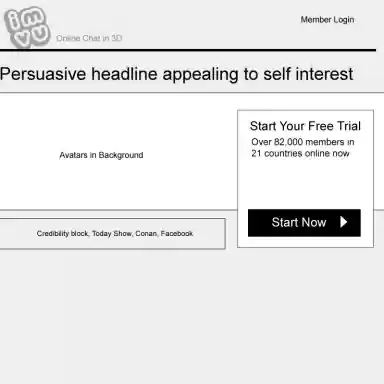 imvu
Member Login
Online Chat in 3D
Persuasive headline appealing to self interest
Start Your Free Trial
Over 82,000 members in
21 countries online now
Avatars in Background
Start Now
Credibility block, Today Show, Conan, Facebook